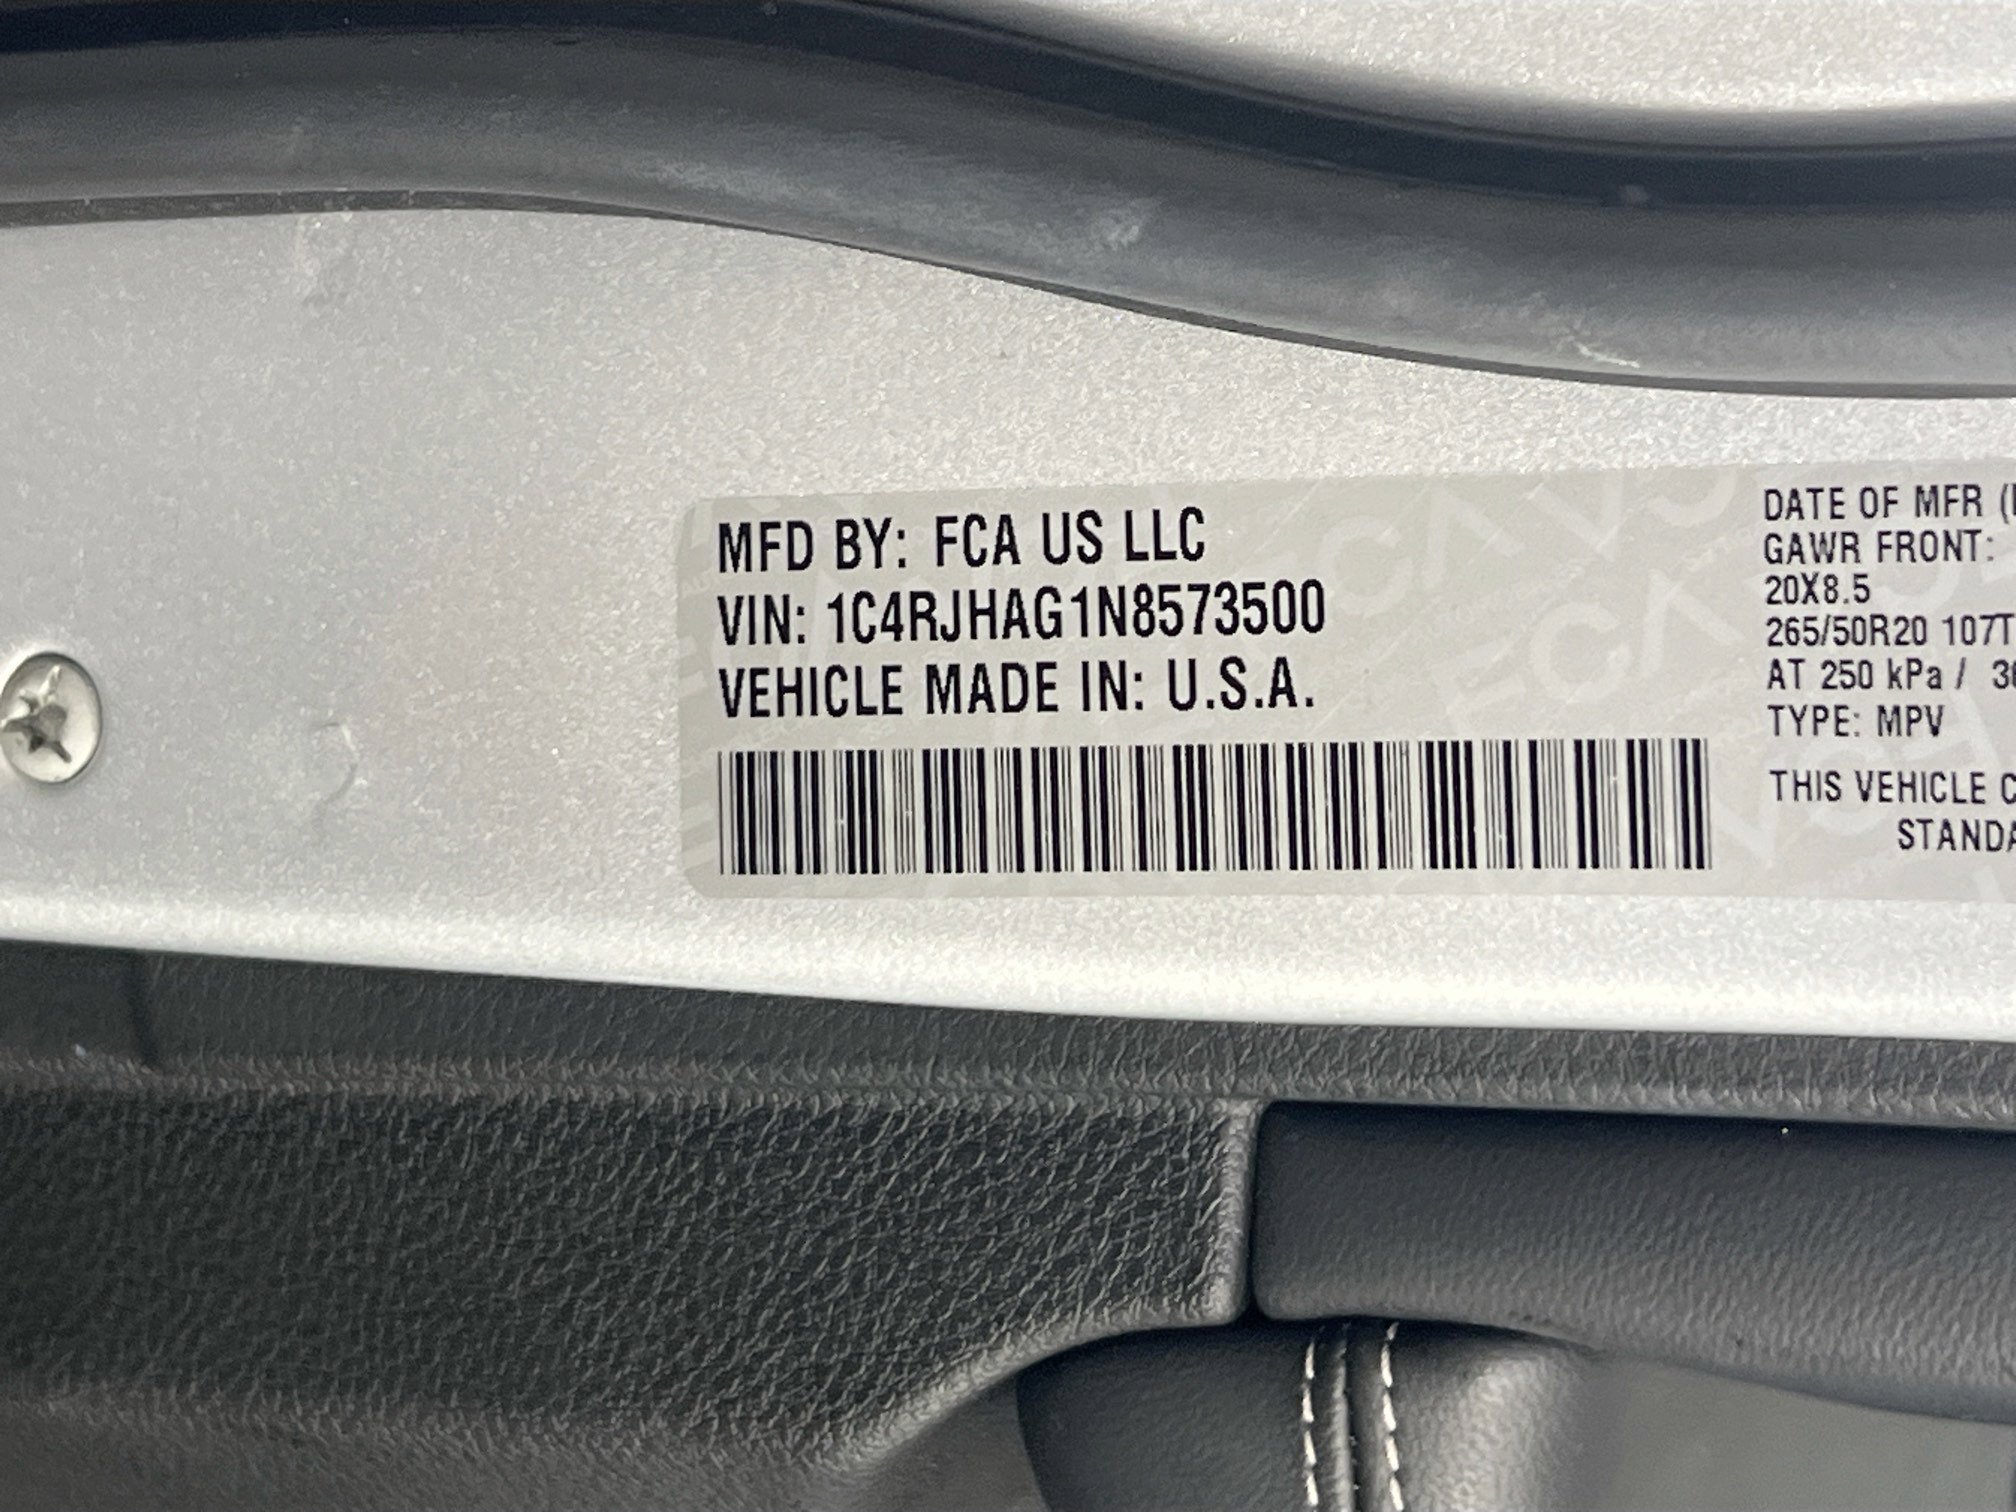 MFD BY: FCA US LLC
VIN: 1C4RJHAG1N8573500
VEHICLE MADE IN: U.S.A.
DATE OF MFR
GAWR FRONT:
20X8.5
265/50R20 107T
AT 250 kPa /
TYPE: MPV
THIS VEHICLE